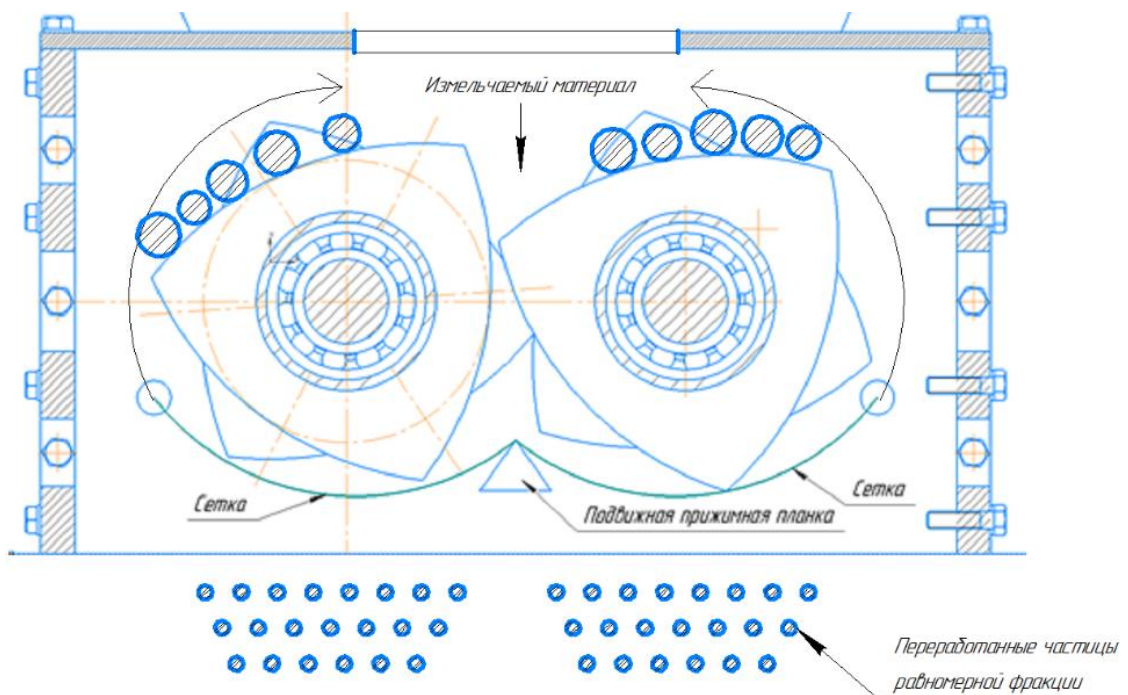 Измельчаемый материал
Сетка
Сетка
Подвижная прижимная планка
Переработанные частицы
равномерной фракции